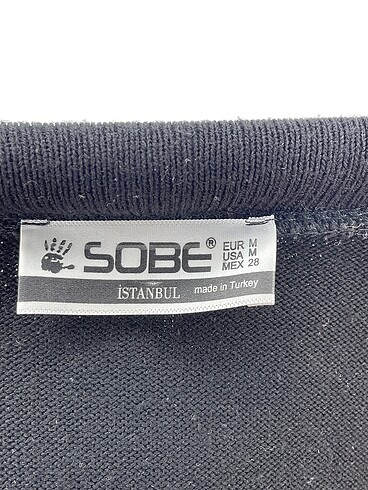 SOBE®
EUR M
USA M
MEX 28
İSTANBUL made in Turkey